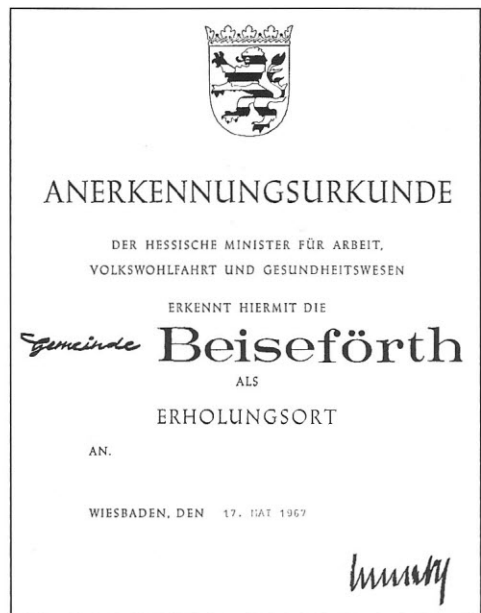 ANERKENNUNGSURKUNDE
DER HESSISCHE MINISTER FÜR ARBEIT,
VOLKSWOHLFAHRT UND GESUNDHEITSWESEN
ERKENNT HIERMIT DIE
Gemeinde Beiseförth
ALS
ERHOLUNGSORT
AN.
WIESBADEN, DEN 17. MAI 1967